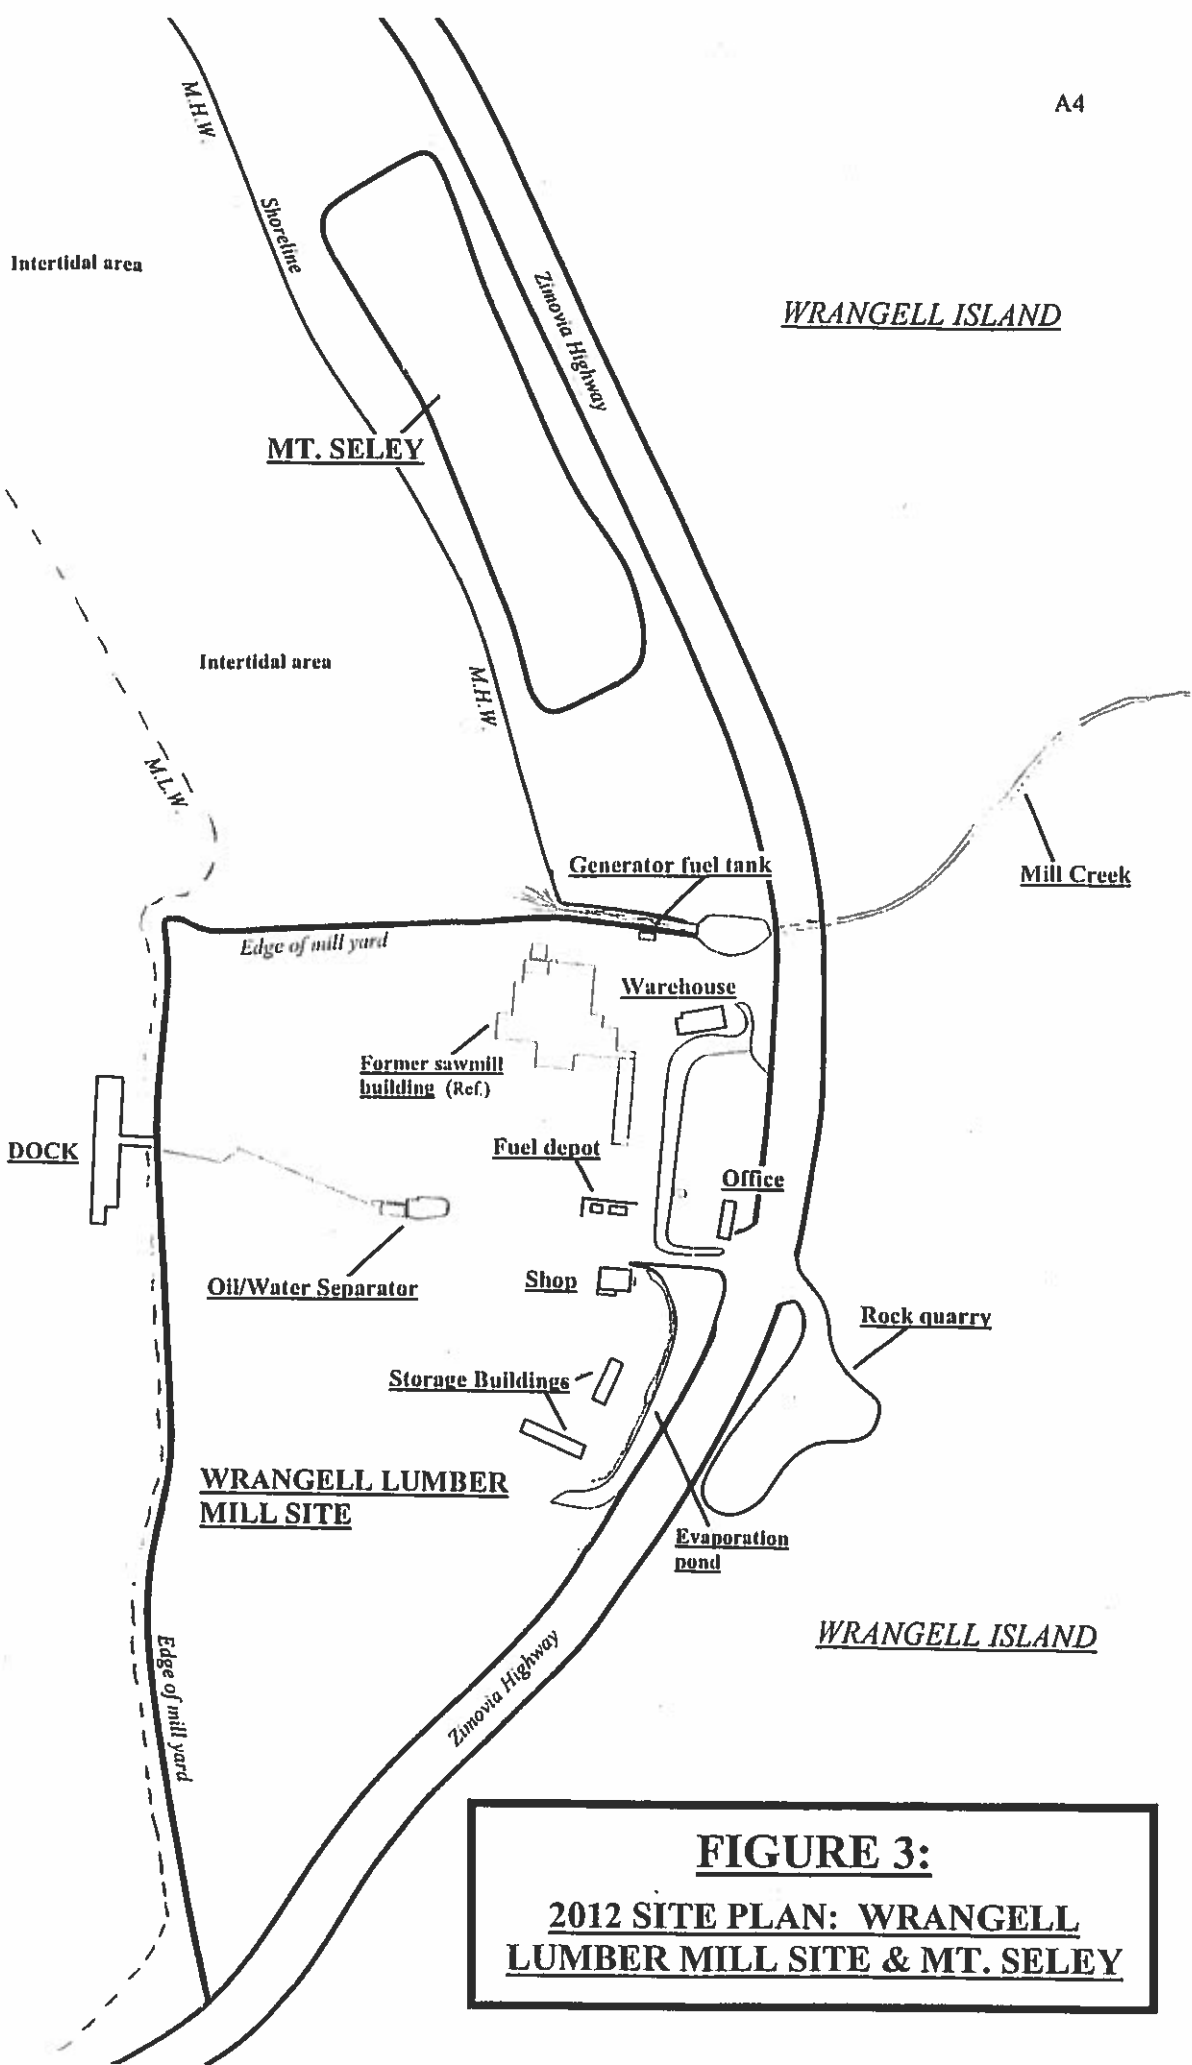 A4
M.H.W.
Shoreline
Intertidal area
Zimovia Highway
WRANGELL ISLAND
MT. SELEY
Intertidal area
M.H.W.
M.L.W.
Generator fuel tank
Mill Creek
Edge of mill yard
Warehouse
Former sawmill
building (Ref.)
DOCK
Fuel depot
Office
Oil/Water Separator
Shop
Rock quarry
Storage Buildings
WRANGELL LUMBER
MILL SITE
Evaporation
pond
WRANGELL ISLAND
Edge of mill yard
Zimovia Highway
FIGURE 3:
2012 SITE PLAN: WRANGELL
LUMBER MILL SITE & MT. SELEY